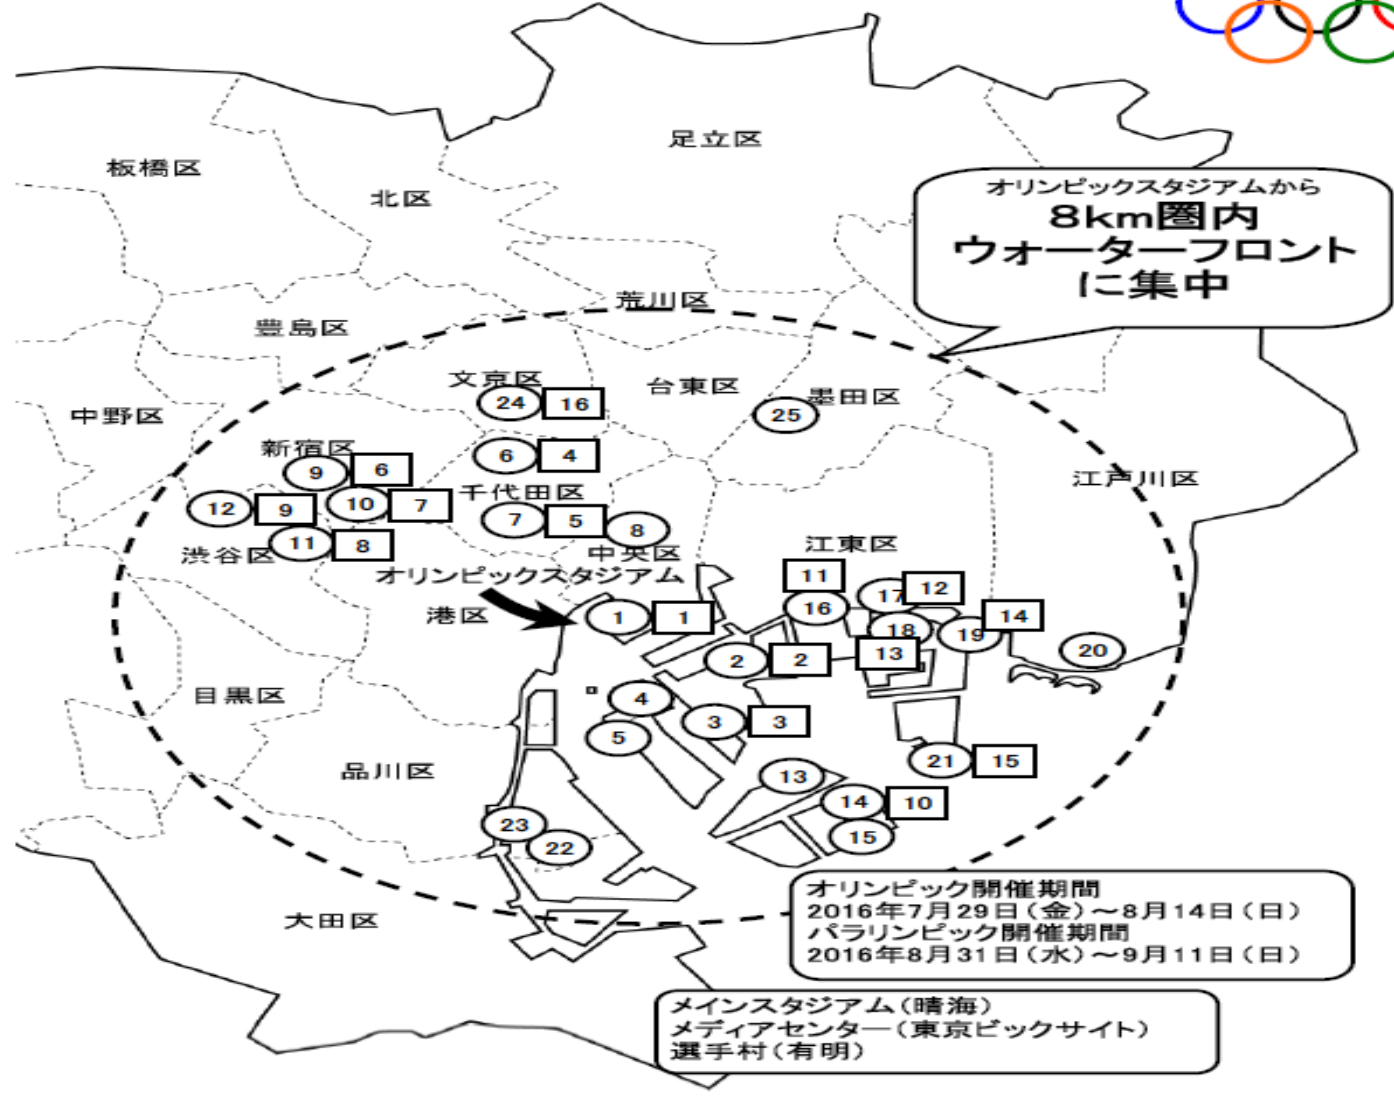 足立区
板橋区
北区
オリンピックスタジアムから
8km圏内
ウォーターフロント
に集中
荒川区
豊島区
文京区
台東区
墨田区
24 16
25
中野区
新宿区
6 4
9 6
江戸川区
千代田区
12 9 10 7
7 5 8
渋谷区
11 8
中央区
江東区
オリンピックスタジアム
11
12
16 17
港区
1 1
14
18 19
13
20
2 2
目黒区
4
3 3
5
品川区
21 15
13
14 10
23
15
22
オリンピック開催期間
2016年7月29日(金)~8月14日(日)
大田区
パラリンピック開催期間
2016年8月31日(水)~9月11日(日)
メインスタジアム(晴海)
メディアセンター(東京ビックサイト)
選手村(有明)